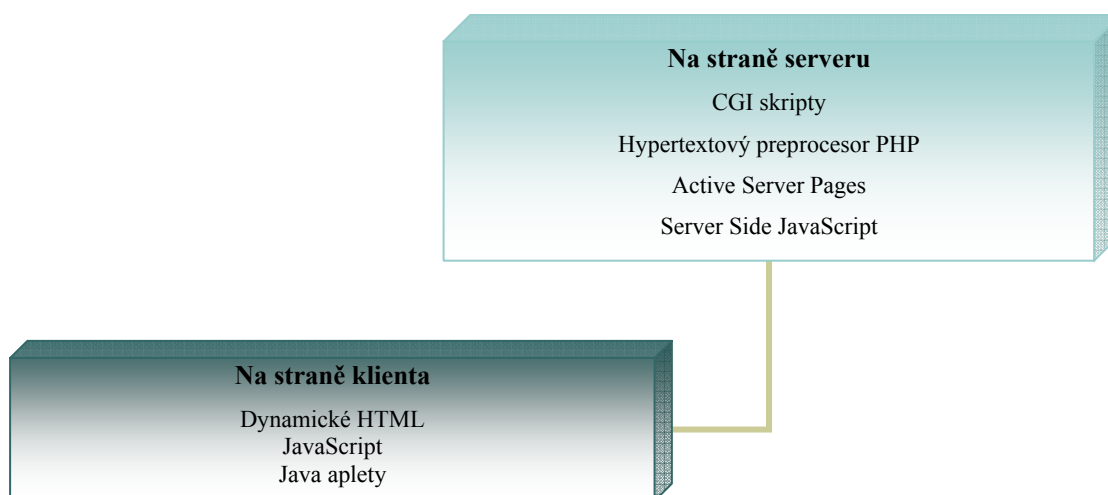 Na straně serveru
CGI skripty
Hypertextový preprocesor PHP
Active Server Pages
Server Side JavaScript
Na straně klienta
Dynamické HTML
JavaScript
Java aplety